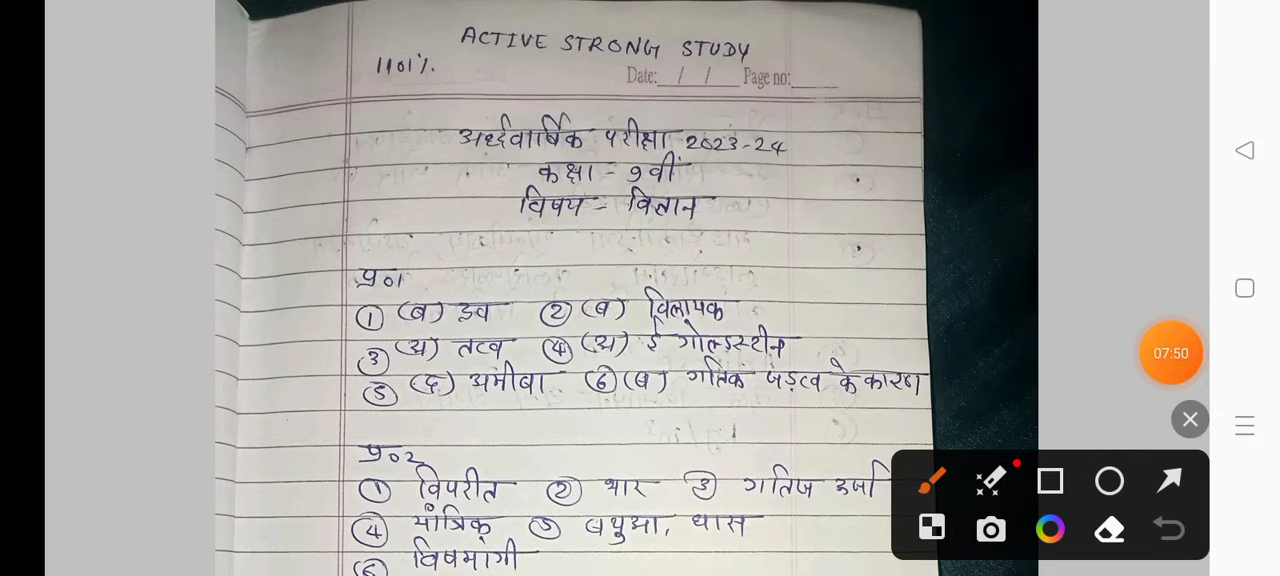 ACTIVE STRONG STUDY
1101%.
Date: / / Page no:
अर्धवार्षिक परीक्षा 2023-24
कक्षा - 9वीं
विषय - विज्ञान
प्र०1
① (ब) द्रव ② (ब) विलायक
③ (अ) तत्व ④ (अ) ई गोल्डस्टीन
⑤ (द) अमीबा ⑥ (ब) गतिक जड़त्व के कारण
07:50
प्र०2
① विपरीत ② चार ③ गतिज ऊर्जा
④ यांत्रिक ⑤ बथुआ, घास
⑥ विषमांगी